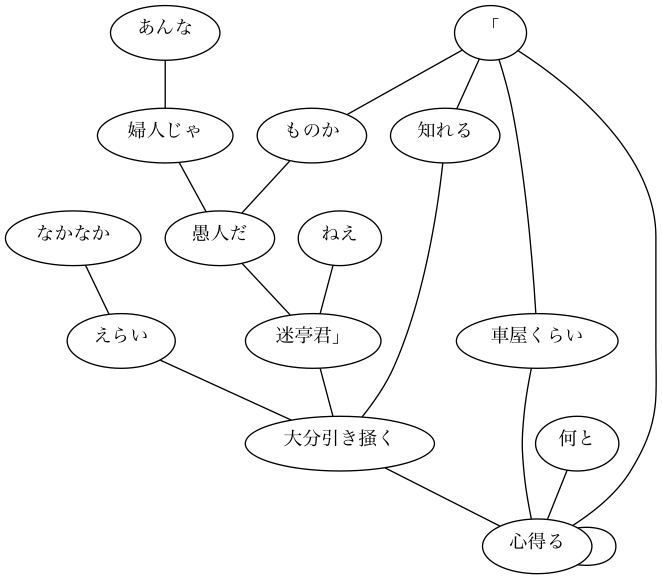 あんな
「
婦人じゃ
ものか
知れる
なかなか
愚人だ
ねえ
えらい
迷亭君」
車屋くらい
大分引き掻く
何と
心得る